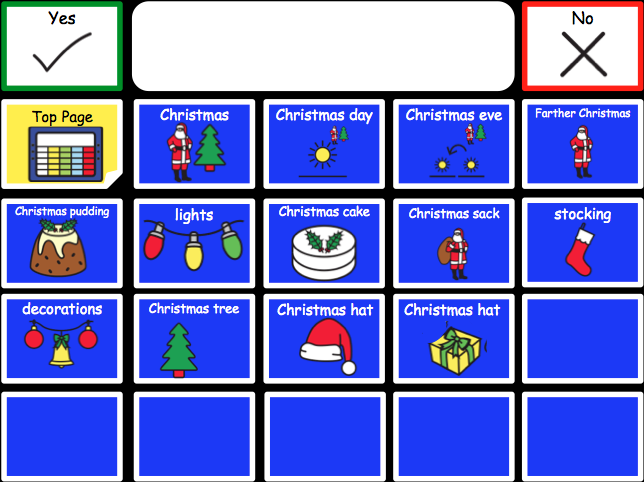 Yes
No
Top Page
Christmas
Christmas day
Christmas eve
Farther Christmas
Christmas pudding
lights
Christmas cake
Christmas sack
stocking
decorations
Christmas tree
Christmas hat
Christmas hat